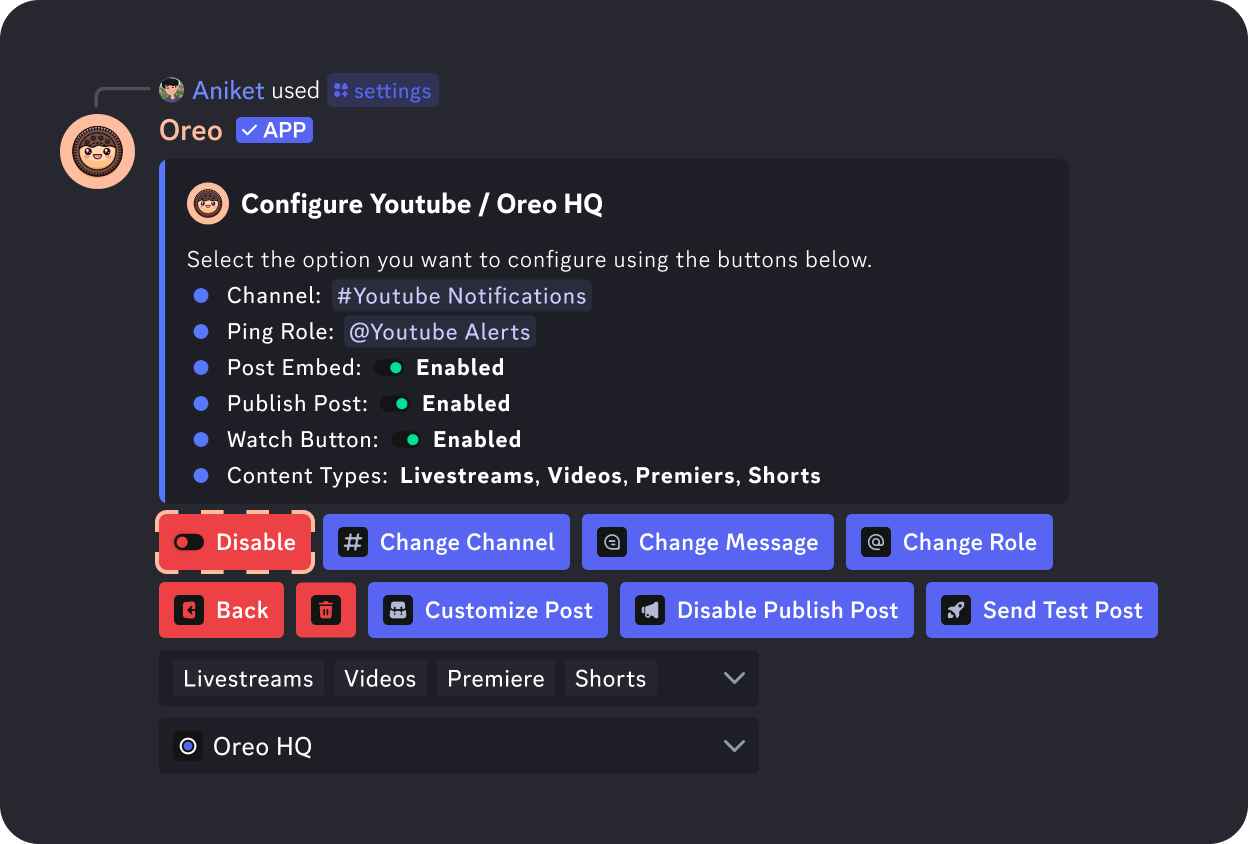 Aniket used settings
Oreo APP
Configure Youtube / Oreo HQ
Select the option you want to configure using the buttons below.
Channel: #Youtube Notifications
Ping Role: @Youtube Alerts
Post Embed: Enabled
Publish Post: Enabled
Watch Button: Enabled
Content Types: Livestreams, Videos, Premiers, Shorts
Disable # Change Channel Change Message @ Change Role
Back Customize Post Disable Publish Post Send Test Post
Livestreams Videos Premiere Shorts
Oreo HQ